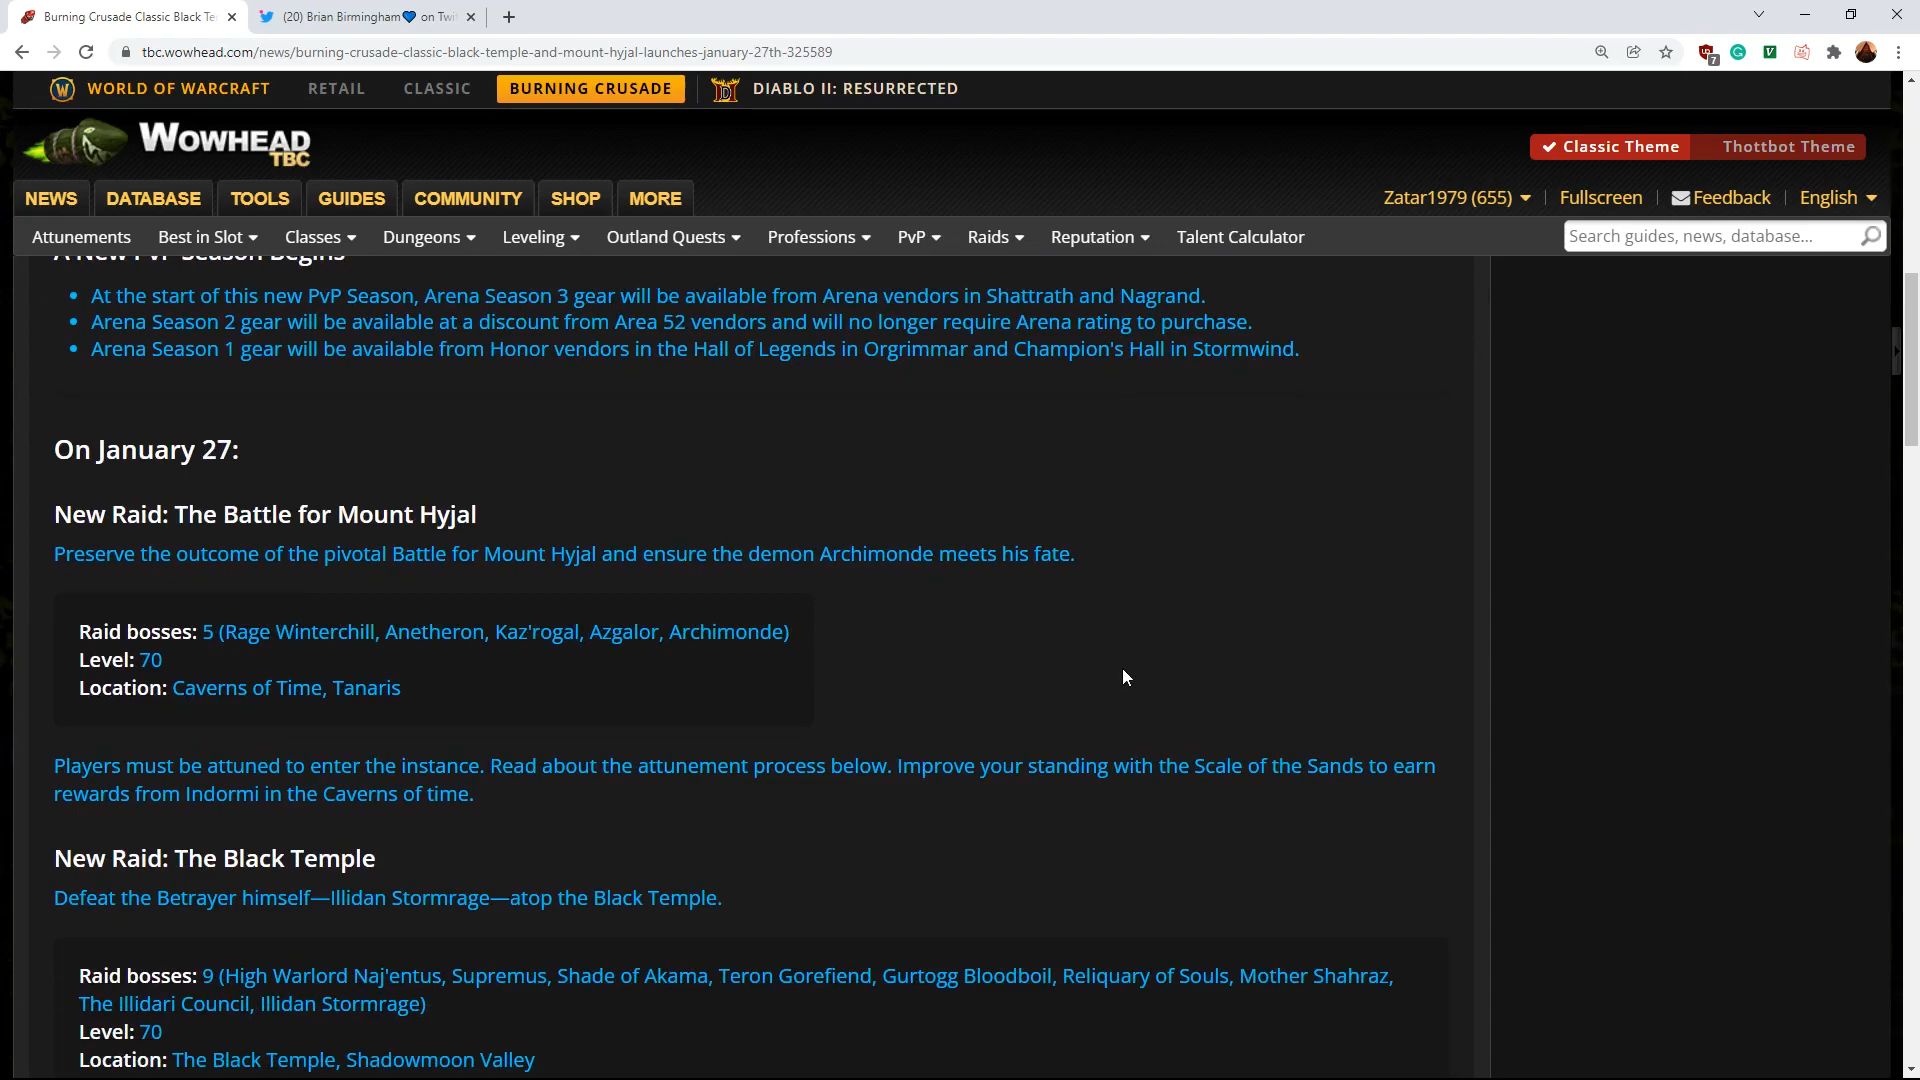 Burning Crusade Classic Black Te
(20) Brian Birmingham💙 on Twi
tbc.wowhead.com/news/burning-crusade-classic-black-temple-and-mount-hyjal-launches-january-27th-325589
7
WORLD OF WARCRAFT RETAIL CLASSIC BURNING CRUSADE DIABLO II: RESURRECTED
WOWHEAD TBC
Classic Theme Thottbot Theme
NEWS DATABASE TOOLS GUIDES COMMUNITY SHOP MORE
Zatar1979 (655) Fullscreen Feedback English
Attunements Best in Slot Classes Dungeons Leveling Outland Quests Professions PvP Raids Reputation Talent Calculator Search guides, news, database...
A New PvP Season Begins
• At the start of this new PvP Season, Arena Season 3 gear will be available from Arena vendors in Shattrath and Nagrand.
• Arena Season 2 gear will be available at a discount from Area 52 vendors and will no longer require Arena rating to purchase.
• Arena Season 1 gear will be available from Honor vendors in the Hall of Legends in Orgrimmar and Champion's Hall in Stormwind.
On January 27:
New Raid: The Battle for Mount Hyjal
Preserve the outcome of the pivotal Battle for Mount Hyjal and ensure the demon Archimonde meets his fate.
Raid bosses: 5 (Rage Winterchill, Anetheron, Kaz'rogal, Azgalor, Archimonde)
Level: 70
Location: Caverns of Time, Tanaris
Players must be attuned to enter the instance. Read about the attunement process below. Improve your standing with the Scale of the Sands to earn
rewards from Indormi in the Caverns of time.
New Raid: The Black Temple
Defeat the Betrayer himself—Illidan Stormrage—atop the Black Temple.
Raid bosses: 9 (High Warlord Naj'entus, Supremus, Shade of Akama, Teron Gorefiend, Gurtogg Bloodboil, Reliquary of Souls, Mother Shahraz,
The Illidari Council, Illidan Stormrage)
Level: 70
Location: The Black Temple, Shadowmoon Valley